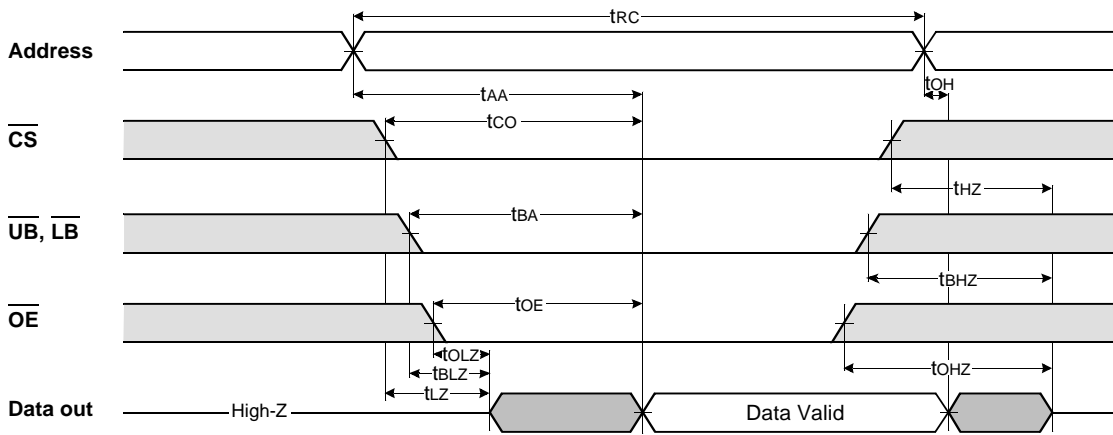 tRC
Address
tOH
tAA
tCO
CS
tHZ
tBA
UB, LB
tBHZ
tOE
OE
tOLZ
tBLZ
tOHZ
tLZ
Data out
High-Z
Data Valid